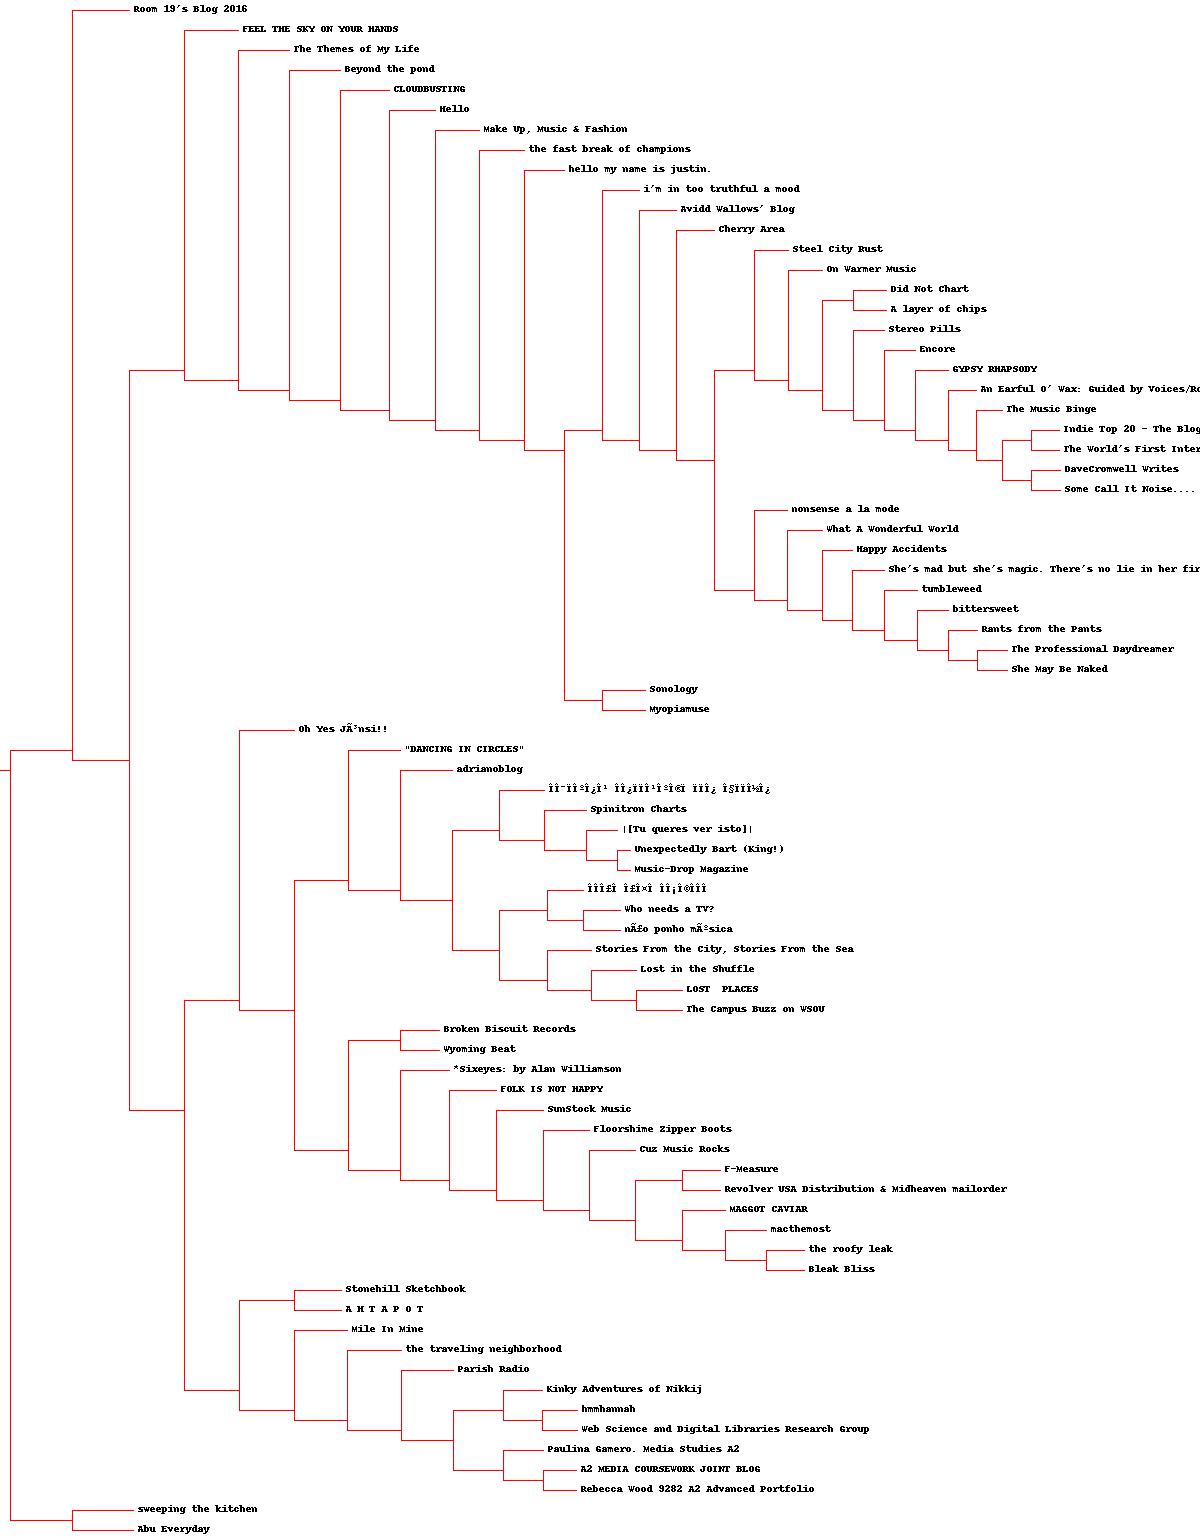 Room 19's Blog 2016
FEEL THE SKY ON YOUR HANDS
The Themes of My Life
Beyond the pond
CLOUDBUSTING
Hello
Make Up, Music & Fashion
the fast break of champions
hello my name is justin.
i'm in too truthful a mood
Avidd Wallows' Blog
Cherry Area
Steel City Rust
On Warmer Music
Did Not Chart
A layer of chips
Stereo Pills
Encore
GYPSY RHAPSODY
An Earful O' Wax: Guided by Voices/Ro
The Music Binge
Indie Top 20 - The Blog
The World's First Inter
DaveCromwell Writes
Some Call It Noise....
nonsense a la mode
What A Wonderful World
Happy Accidents
She's mad but she's magic. There's no lie in her fir
tumbleweed
bittersweet
Rants from the Pants
The Professional Daydreamer
She May Be Naked
Sonology
Myopiamuse
Oh Yes JÃ³nsi!!
"DANCING IN CIRCLES"
adrianoblog
Spinitron Charts
|[Tu queres ver isto]|
Unexpectedly Bart (King!)
Music-Drop Magazine
Who needs a TV?
nÃ£o ponho mÃºsica
Stories From the City, Stories From the Sea
Lost in the Shuffle
LOST  PLACES
The Campus Buzz on WSOU
Broken Biscuit Records
Wyoming Beat
*Sixeyes: by Alan Williamson
FOLK IS NOT HAPPY
SunStock Music
Floorshime Zipper Boots
Cuz Music Rocks
F-Measure
Revolver USA Distribution & Midheaven mailorder
MAGGOT CAVIAR
macthemost
the roofy leak
Bleak Bliss
Stonehill Sketchbook
A H T A P O T
Mile In Mine
the traveling neighborhood
Parish Radio
Kinky Adventures of Nikkij
hmmhannah
Web Science and Digital Libraries Research Group
Paulina Gamero. Media Studies A2
A2 MEDIA COURSEWORK JOINT BLOG
Rebecca Wood 9282 A2 Advanced Portfolio
sweeping the kitchen
Abu Everyday